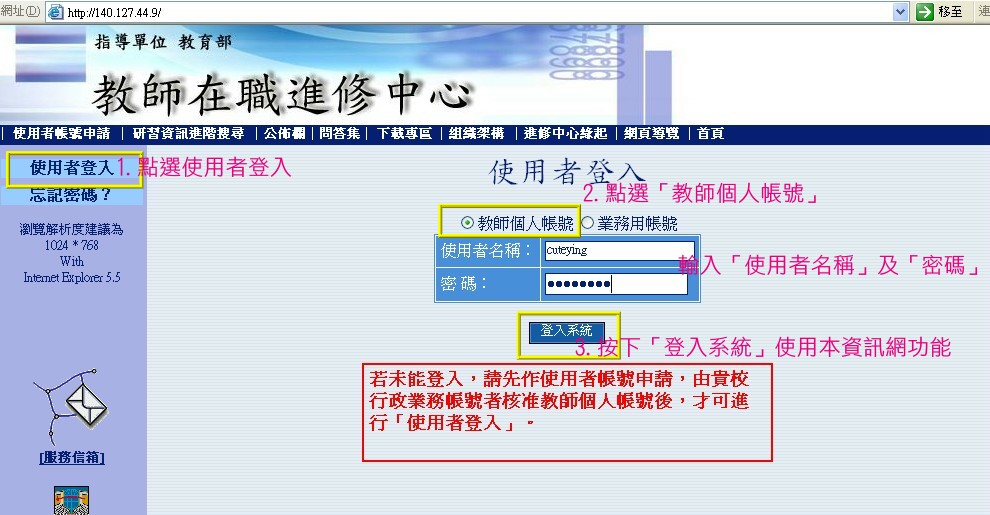 網址(D) http://140.127.44.9/ 移至 連
指導單位 教育部
教師在職進修中心
| 使用者帳號申請 | 研習資訊進階搜尋 | 公佈欄 | 問答集 | 下載專區 | 組織架構 | 進修中心緣起 | 網頁導覽 | 首頁
使用者登入
1. 點選使用者登入
忘記密碼？
瀏覽解析度建議為
1024 * 768
With
Internet Explorer 5.5
[服務信箱]
使用者登入
2. 點選「教師個人帳號」
教師個人帳號 業務用帳號
使用者名稱： cuteying
輸入「使用者名稱」及「密碼」
密 碼： ●●●●●●●●
登入系統
3. 按下「登入系統」使用本資訊網功能
若未能登入，請先作使用者帳號申請，由貴校
行政業務帳號者核准教師個人帳號後，才可進
行「使用者登入」。